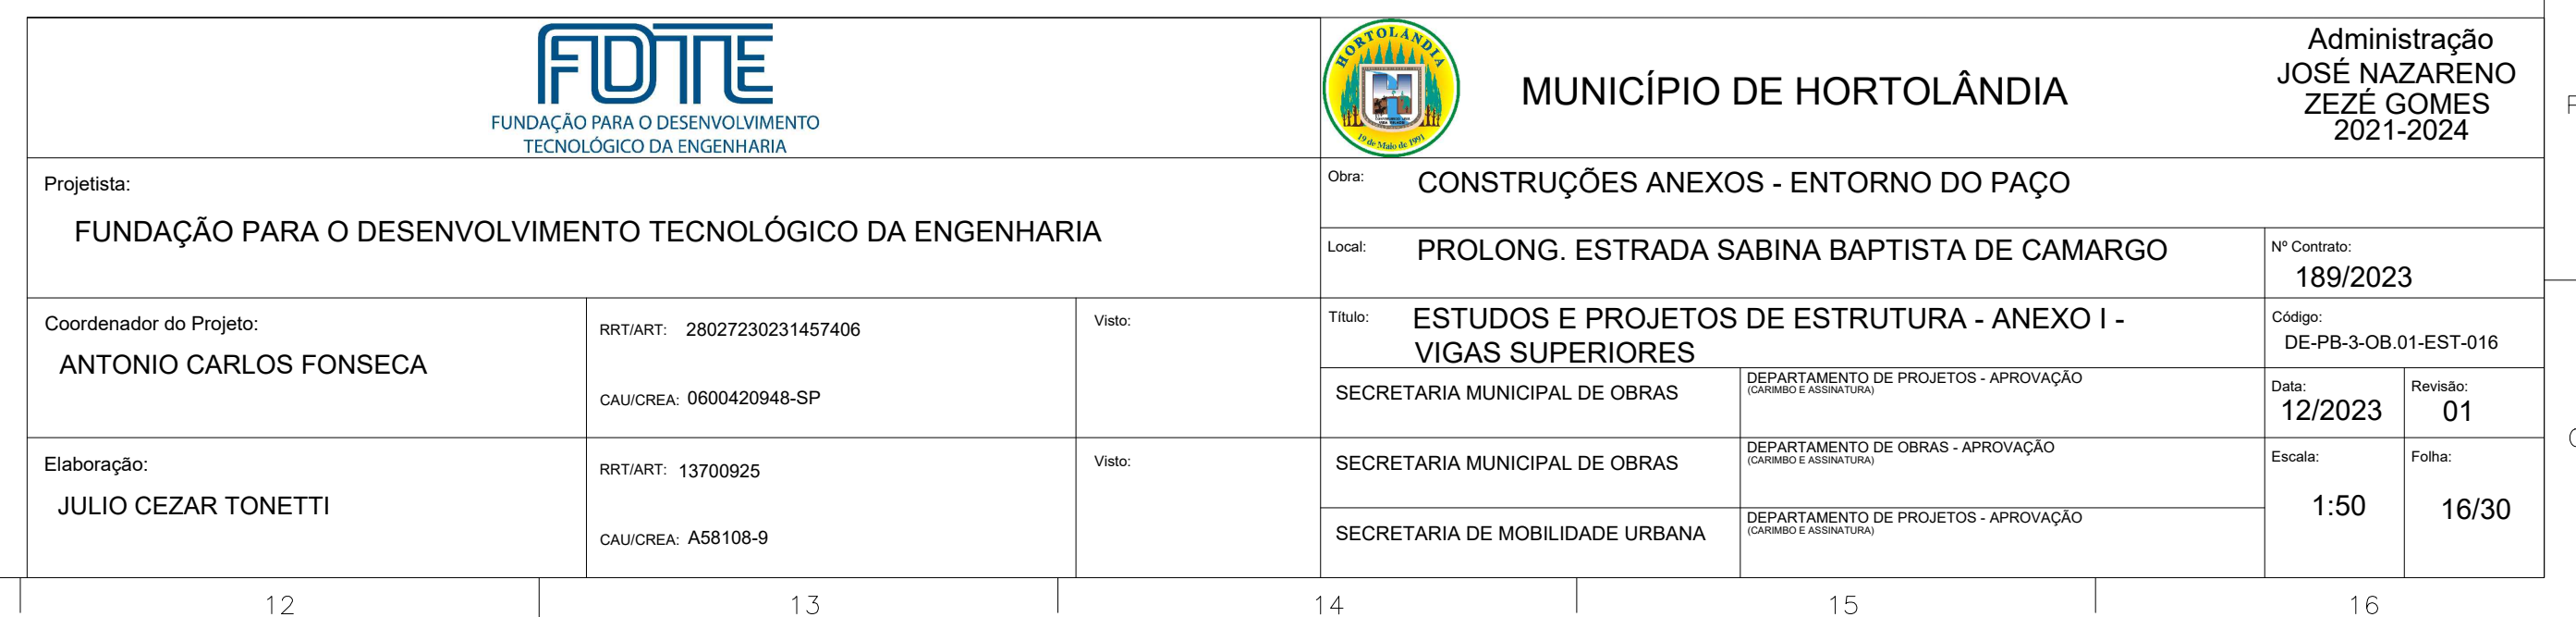 FDTE
FUNDAÇÃO PARA O DESENVOLVIMENTO
TECNOLÓGICO DA ENGENHARIA
HORTOLANDIA
19 de Maio de 1991
MUNICÍPIO DE HORTOLÂNDIA
Administração
JOSÉ NAZARENO
ZEZÉ GOMES
2021-2024
Projetista:
FUNDAÇÃO PARA O DESENVOLVIMENTO TECNOLÓGICO DA ENGENHARIA
Obra: CONSTRUÇÕES ANEXOS - ENTORNO DO PAÇO
Local: PROLONG. ESTRADA SABINA BAPTISTA DE CAMARGO
Nº Contrato:
189/2023
Coordenador do Projeto:
ANTONIO CARLOS FONSECA
RRT/ART: 28027230231457406
CAU/CREA: 0600420948-SP
Visto:
Título: ESTUDOS E PROJETOS DE ESTRUTURA - ANEXO I -
VIGAS SUPERIORES
Código:
DE-PB-3-OB.01-EST-016
SECRETARIA MUNICIPAL DE OBRAS
DEPARTAMENTO DE PROJETOS - APROVAÇÃO
(CARIMBO E ASSINATURA)
Data:
12/2023
Revisão:
01
Elaboração:
JULIO CEZAR TONETTI
RRT/ART: 13700925
CAU/CREA: A58108-9
Visto:
SECRETARIA MUNICIPAL DE OBRAS
DEPARTAMENTO DE OBRAS - APROVAÇÃO
(CARIMBO E ASSINATURA)
SECRETARIA DE MOBILIDADE URBANA
DEPARTAMENTO DE PROJETOS - APROVAÇÃO
(CARIMBO E ASSINATURA)
Escala:
1:50
Folha:
16/30
12 13 14 15 16